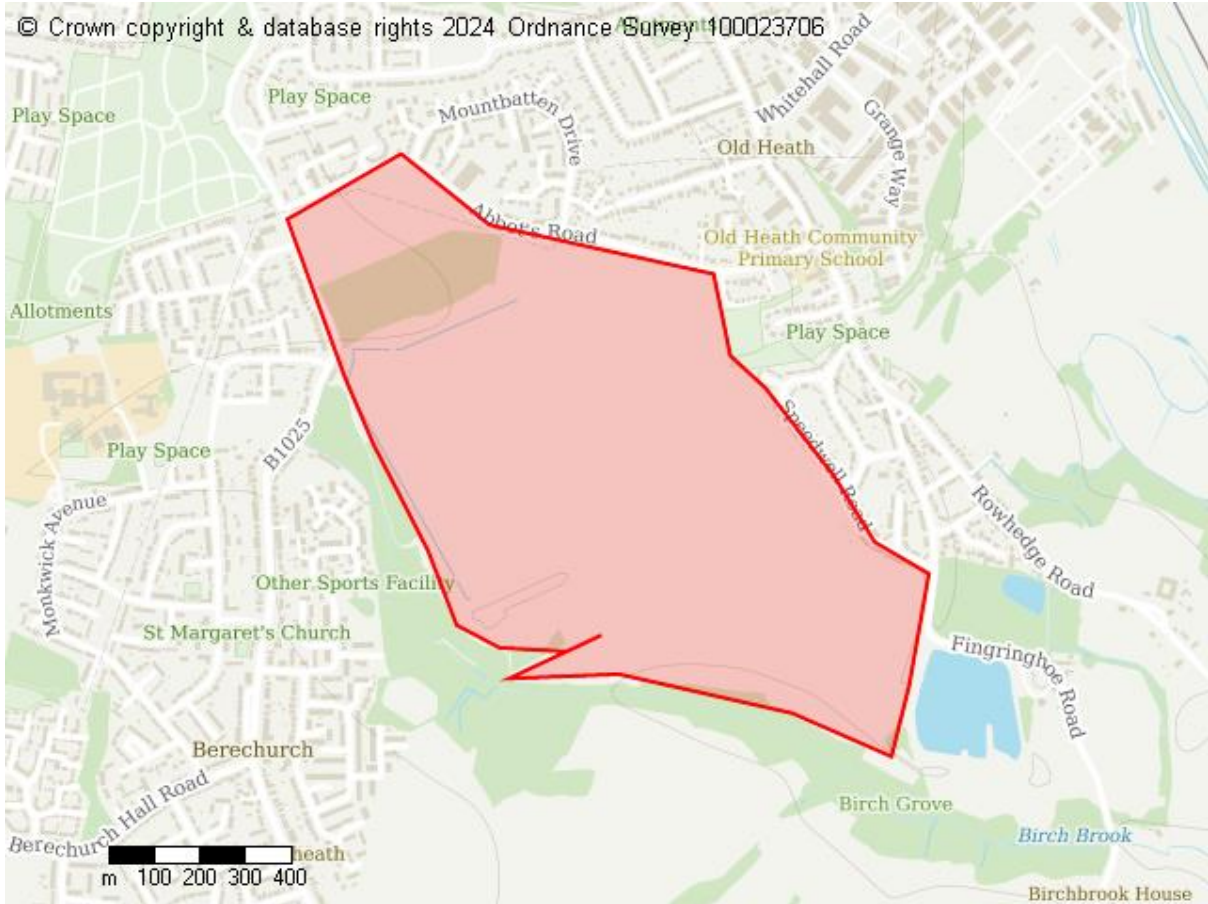 © Crown copyright & database rights 2024 Ordnance Survey 100023706
Allotments
Whitehall Road
Play Space
Mountbatten Drive
Play Space
Grange Way
Old Heath
Abbot's Road
Old Heath Community
Primary School
Allotments
Play Space
Speedwell Road
B1025
Play Space
Monkwick Avenue
Rowhedge Road
Other Sports Facility
St Margaret's Church
Fingringhoe Road
Berechurch
Berechurch Hall Road
Birch Grove
Birch Brook
heath
m 100 200 300 400
Birchbrook House